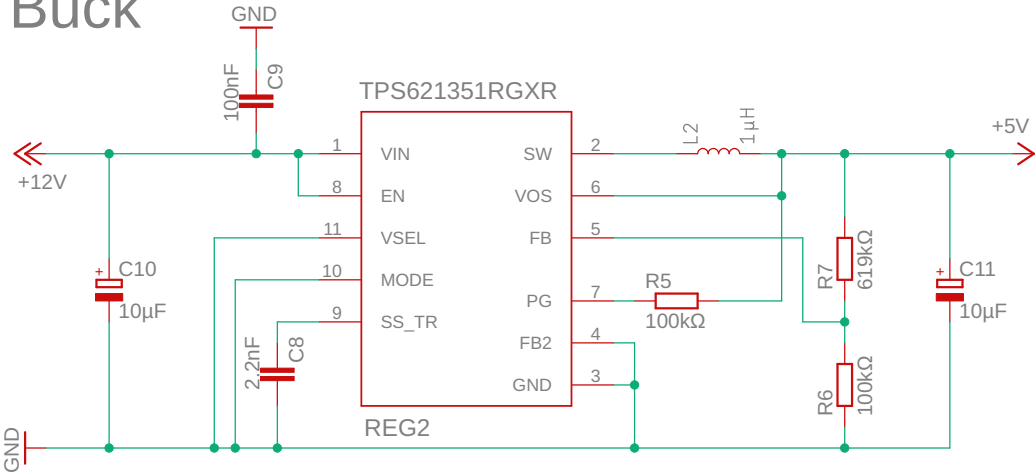 Buck
GND
100nF
C9
TPS621351RGXR
+12V
1
VIN
8
EN
11
VSEL
10
MODE
9
SS_TR
SW
2
VOS
6
FB
5
PG
7
FB2
4
GND
3
REG2
L2
1µH
+5V
+
C10
10µF
2.2nF
C8
R5
100kΩ
R7
619kΩ
R6
100kΩ
+
C11
10µF
GND